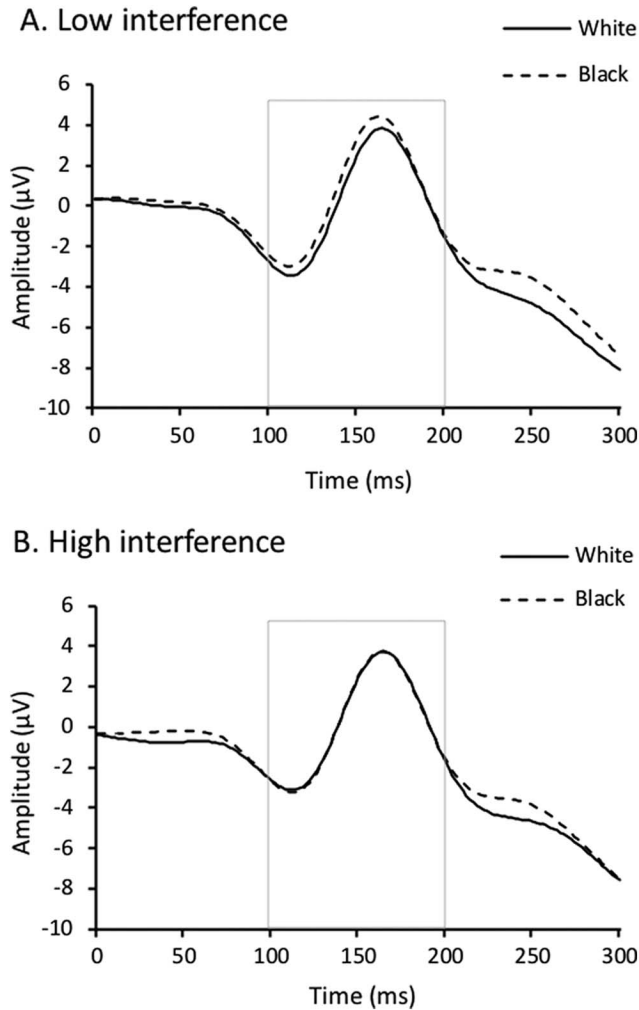 A. Low interference
White
Black
6
4
2
0
-2
-4
-6
-8
-10
Amplitude (µV)
0 50 100 150 200 250 300
Time (ms)
B. High interference
White
Black
6
4
2
0
-2
-4
-6
-8
-10
Amplitude (µV)
0 50 100 150 200 250 300
Time (ms)